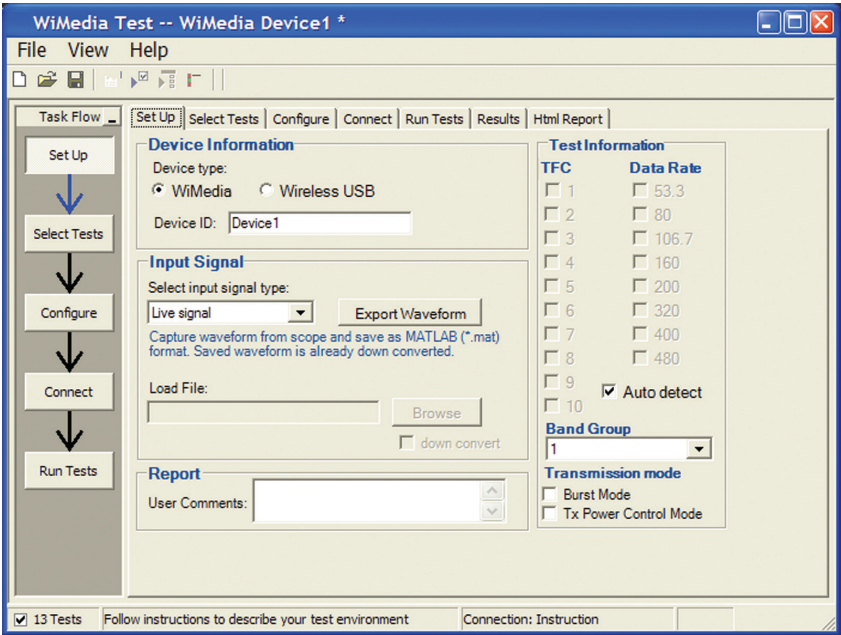 WiMedia Test -- WiMedia Device1 *
File View Help
Task Flow
Set Up
Select Tests
Configure
Connect
Run Tests
Set Up Select Tests Configure Connect Run Tests Results Html Report
Device Information
Device type:
WiMedia Wireless USB
Device ID: Device1
Input Signal
Select input signal type:
Live signal Export Waveform
Capture waveform from scope and save as MATLAB (*.mat)
format. Saved waveform is already down converted.
Load File:
Browse
down convert
Report
User Comments:
Test Information
TFC Data Rate
1 53.3
2 80
3 106.7
4 160
5 200
6 320
7 400
8 480
9
Auto detect
10
Band Group
1
Transmission mode
Burst Mode
Tx Power Control Mode
13 Tests Follow instructions to describe your test environment Connection: Instruction